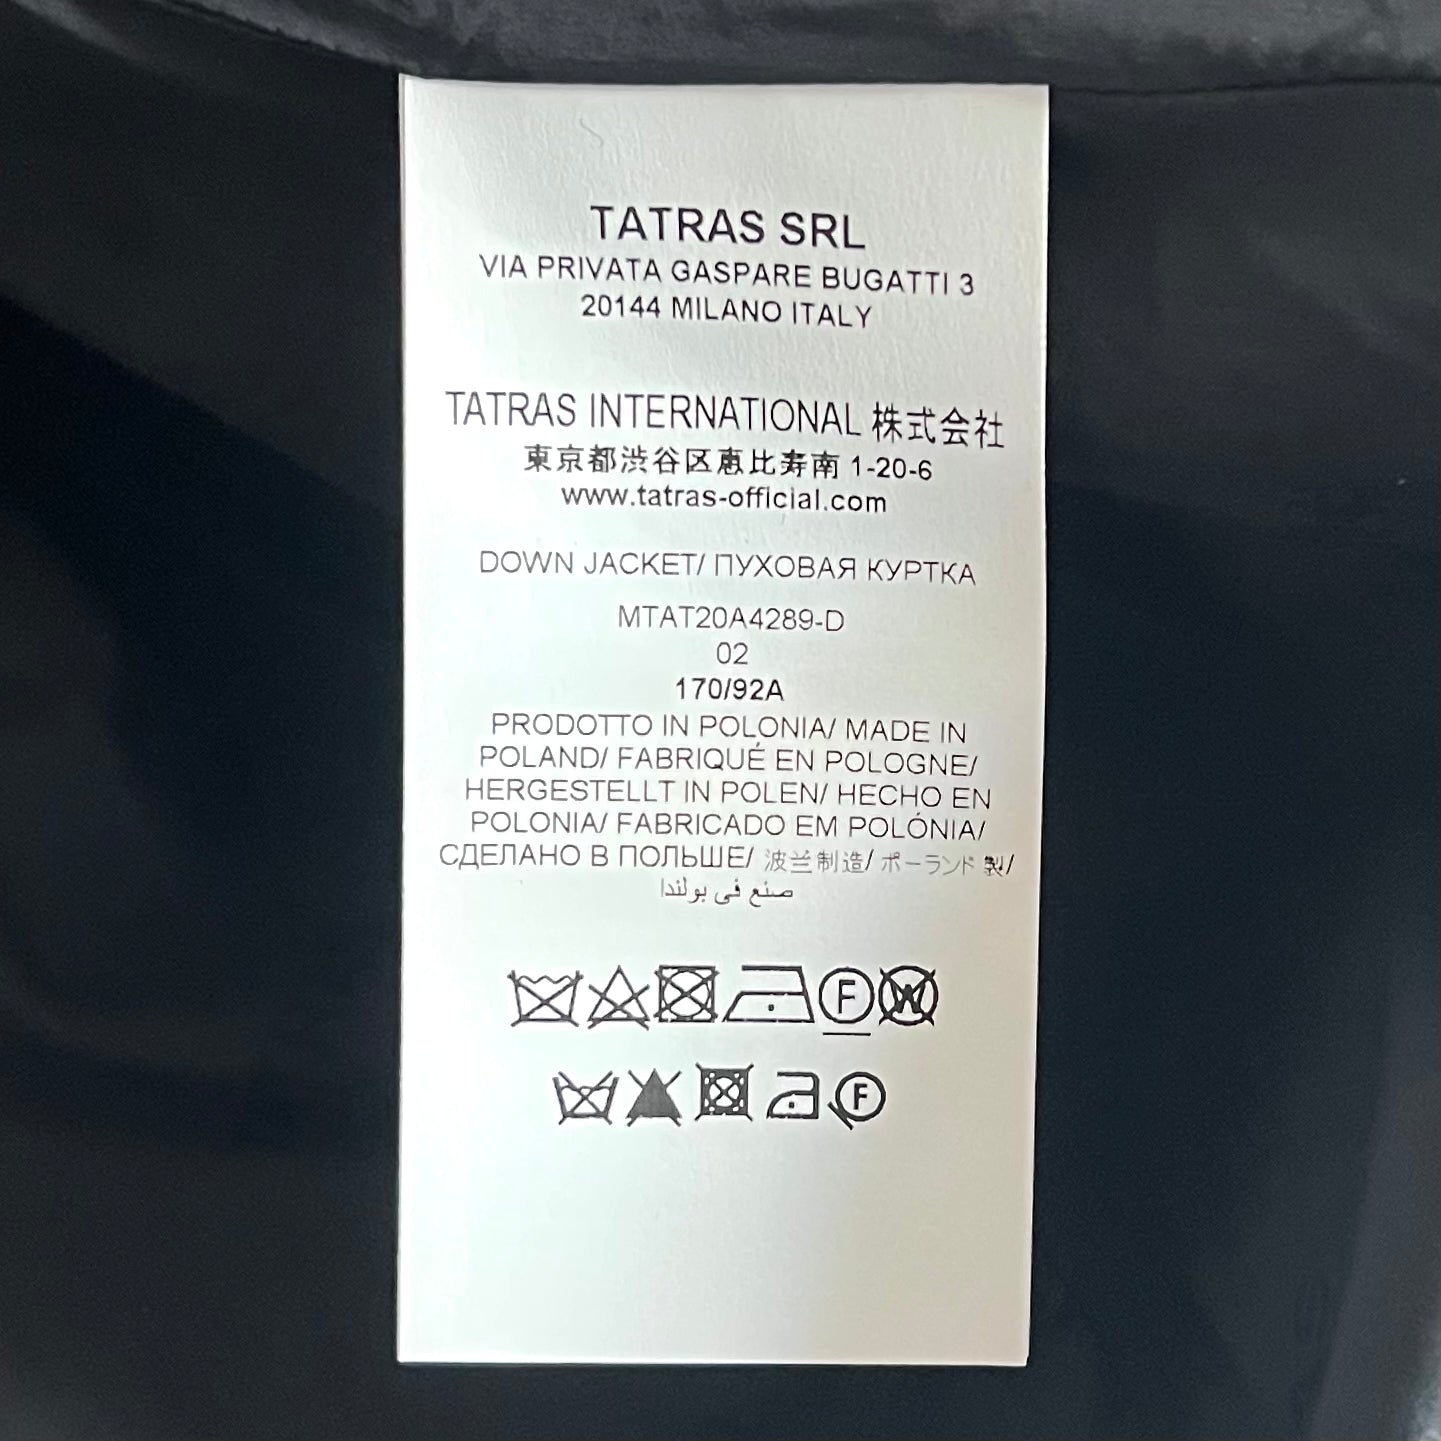 TATRAS SRL
VIA PRIVATA GASPARE BUGATTI 3
20144 MILANO ITALY
TATRAS INTERNATIONAL 株式会社
東京都渋谷区恵比寿南 1-20-6
www.tatras-official.com
DOWN JACKET/ ПУХОВАЯ КУРТКА
MTAT20A4289-D
02
170/92A
PRODOTTO IN POLONIA/ MADE IN
POLAND/ FABRIQUÉ EN POLOGNE/
HERGESTELLT IN POLEN/ HECHO EN
POLONIA/ FABRICADO EM POLÓNIA/
СДЕЛАНО В ПОЛЬШЕ/ 波兰制造/ ポーランド 製/
صنع في بولندا
F W
F